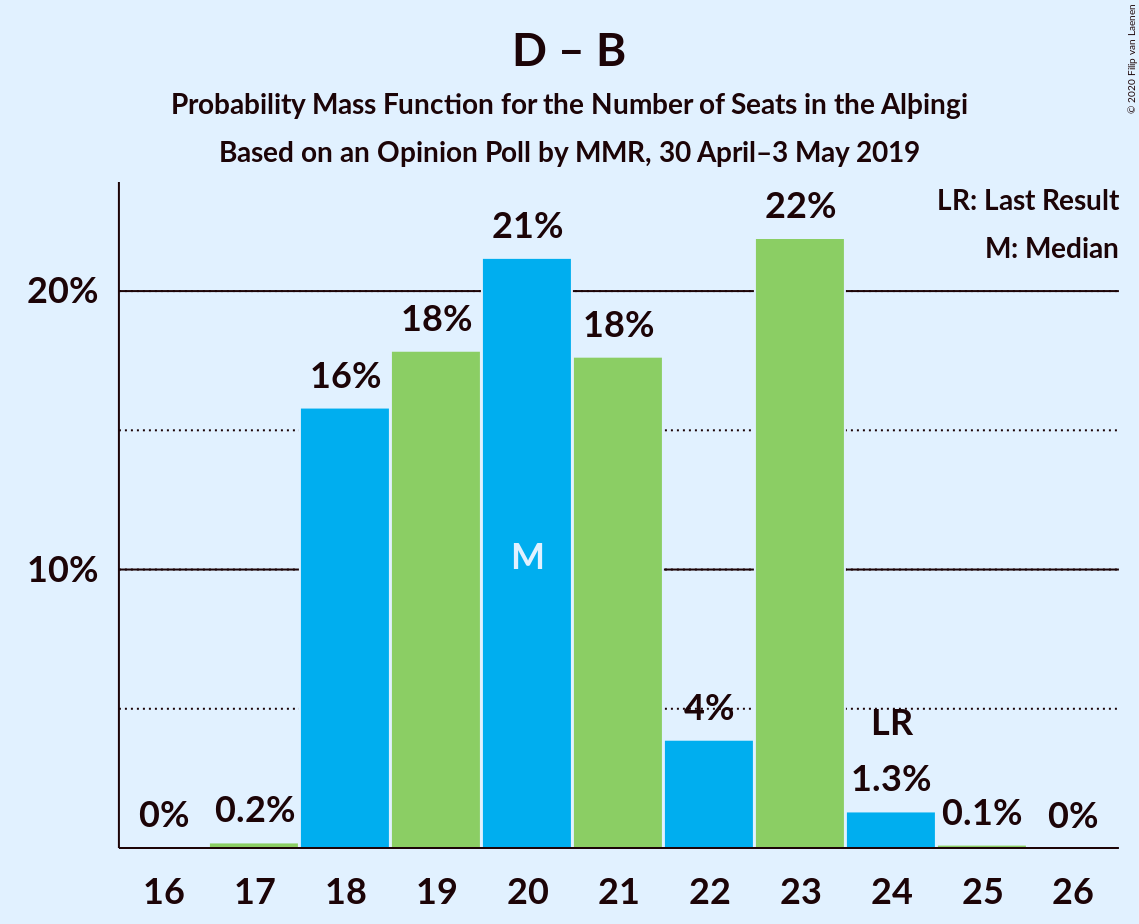 D – B
Probability Mass Function for the Number of Seats in the Alþingi
Based on an Opinion Poll by MMR, 30 April–3 May 2019
© 2020 Filip van Laenen
LR: Last Result
M: Median
20%
10%
0%
0.2%
16%
18%
21%
18%
4%
22%
LR
1.3%
0.1%
0%
M
16 17 18 19 20 21 22 23 24 25 26